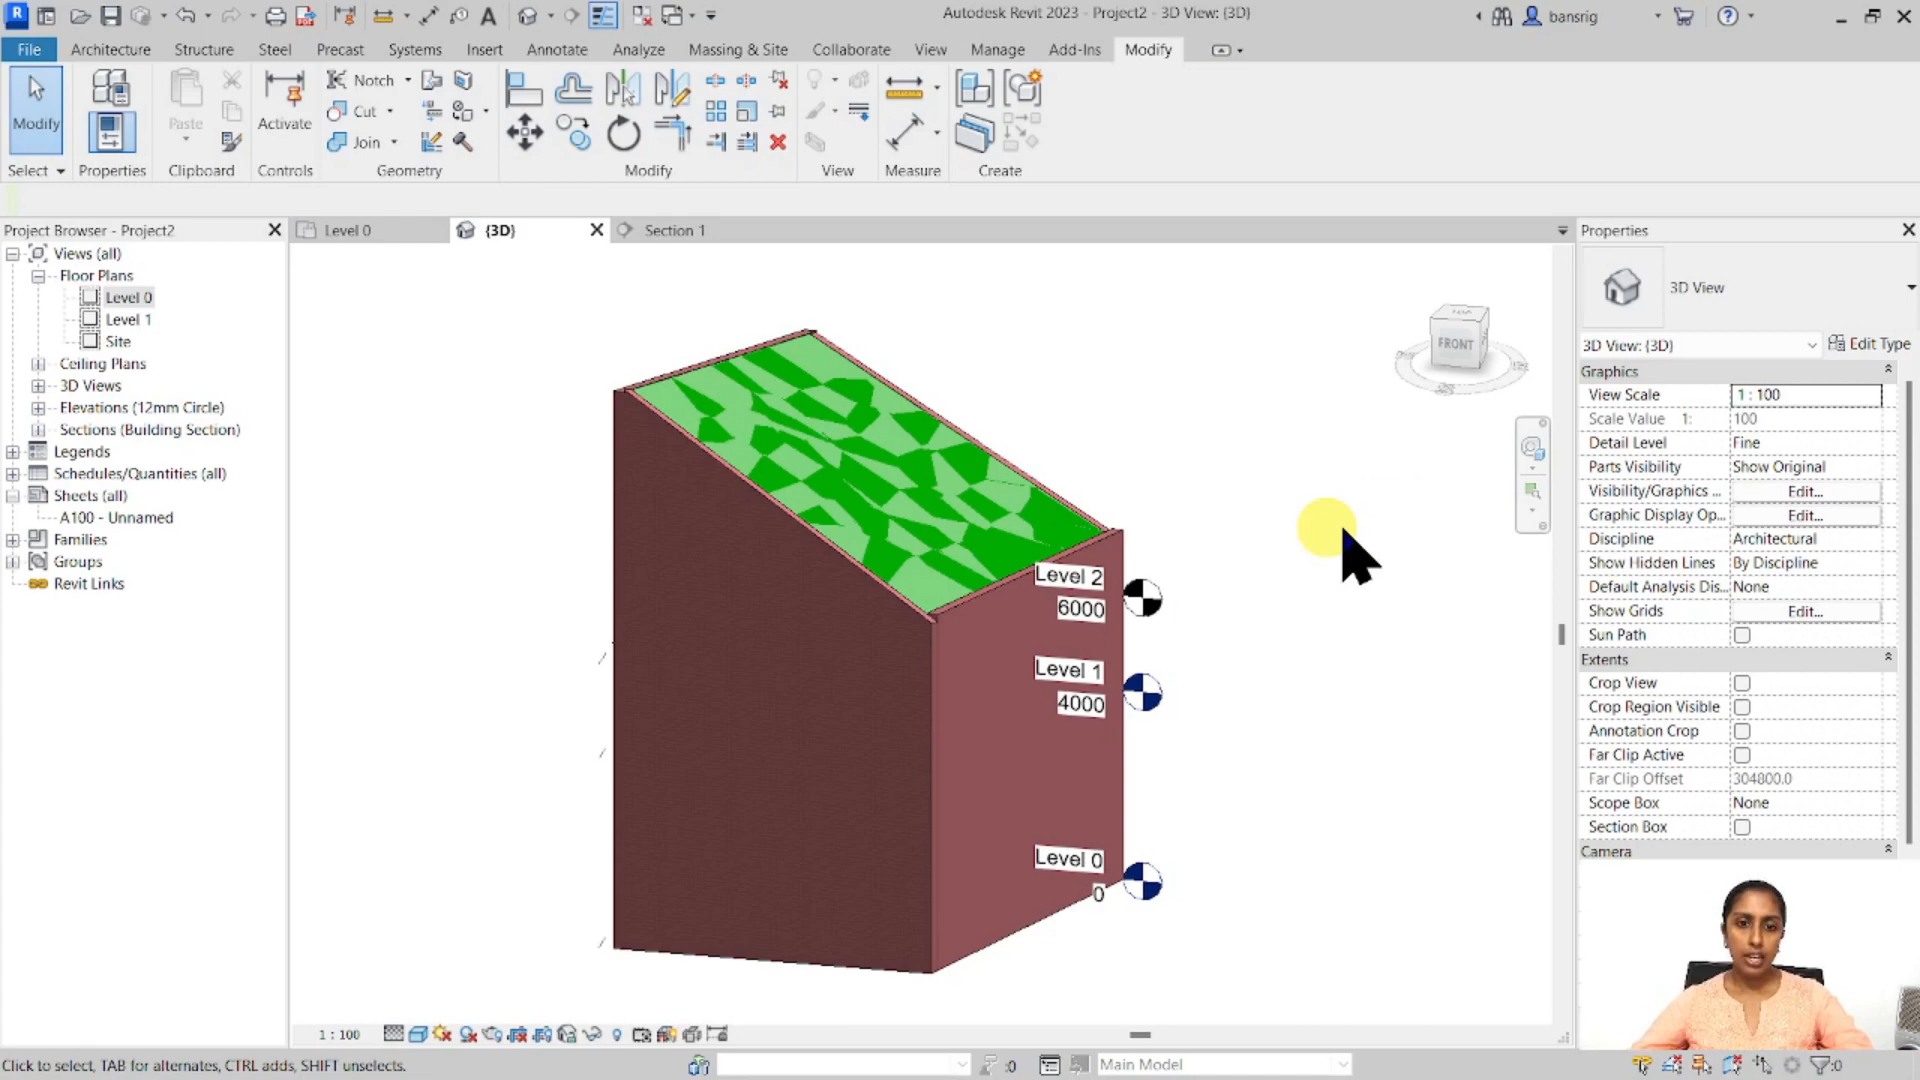 Autodesk Revit 2023 - Project2 - 3D View: {3D}
bansrig
File Architecture Structure Steel Precast Systems Insert Annotate Analyze Massing & Site Collaborate View Manage Add-Ins Modify
Modify
Paste
Activate
Notch
Cut
Join
Select Properties Clipboard Controls Geometry Modify View Measure Create
Project Browser - Project2
Level 0
{3D}
Section 1
Properties
Views (all)
Floor Plans
Level 0
Level 1
Site
Ceiling Plans
3D Views
Elevations (12mm Circle)
Sections (Building Section)
Legends
Schedules/Quantities (all)
Sheets (all)
A100 - Unnamed
Families
Groups
Revit Links
FRONT
Level 2
6000
Level 1
4000
Level 0
0
3D View
3D View: {3D}
Edit Type
Graphics
View Scale 1 : 100
Scale Value 1: 100
Detail Level Fine
Parts Visibility Show Original
Visibility/Graphics ... Edit...
Graphic Display Op... Edit...
Discipline Architectural
Show Hidden Lines By Discipline
Default Analysis Dis... None
Show Grids Edit...
Sun Path
Extents
Crop View
Crop Region Visible
Annotation Crop
Far Clip Active
Far Clip Offset 304800.0
Scope Box None
Section Box
Camera
1 : 100
Click to select, TAB for alternates, CTRL adds, SHIFT unselects.
:0
Main Model
:0